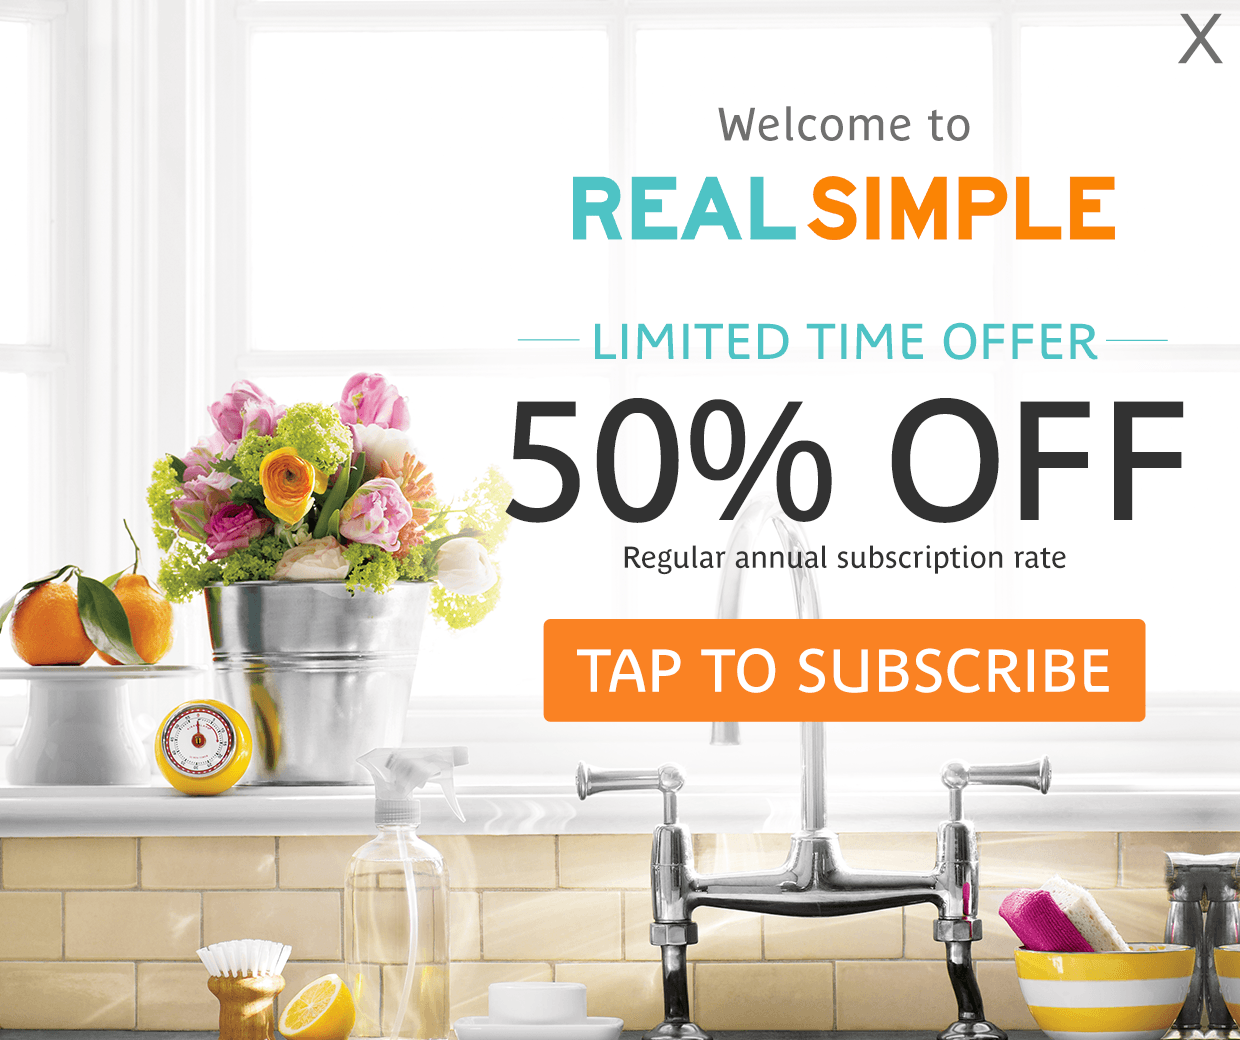 X
Welcome to
REAL SIMPLE
LIMITED TIME OFFER
50% OFF
Regular annual subscription rate
TAP TO SUBSCRIBE